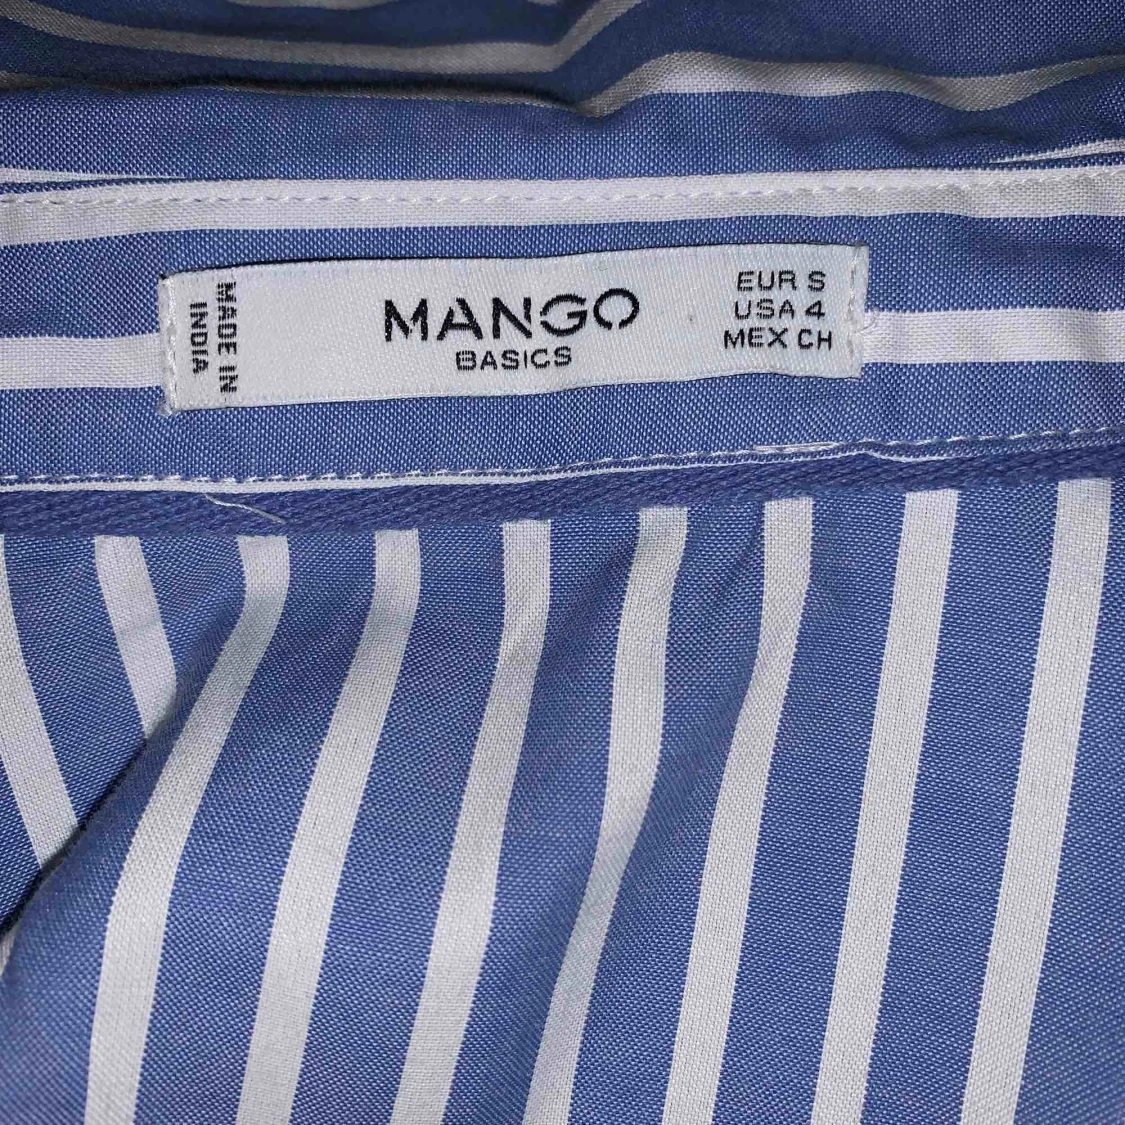 MADE IN
INDIA
MANGO
BASICS
EUR S
USA 4
MEX CH